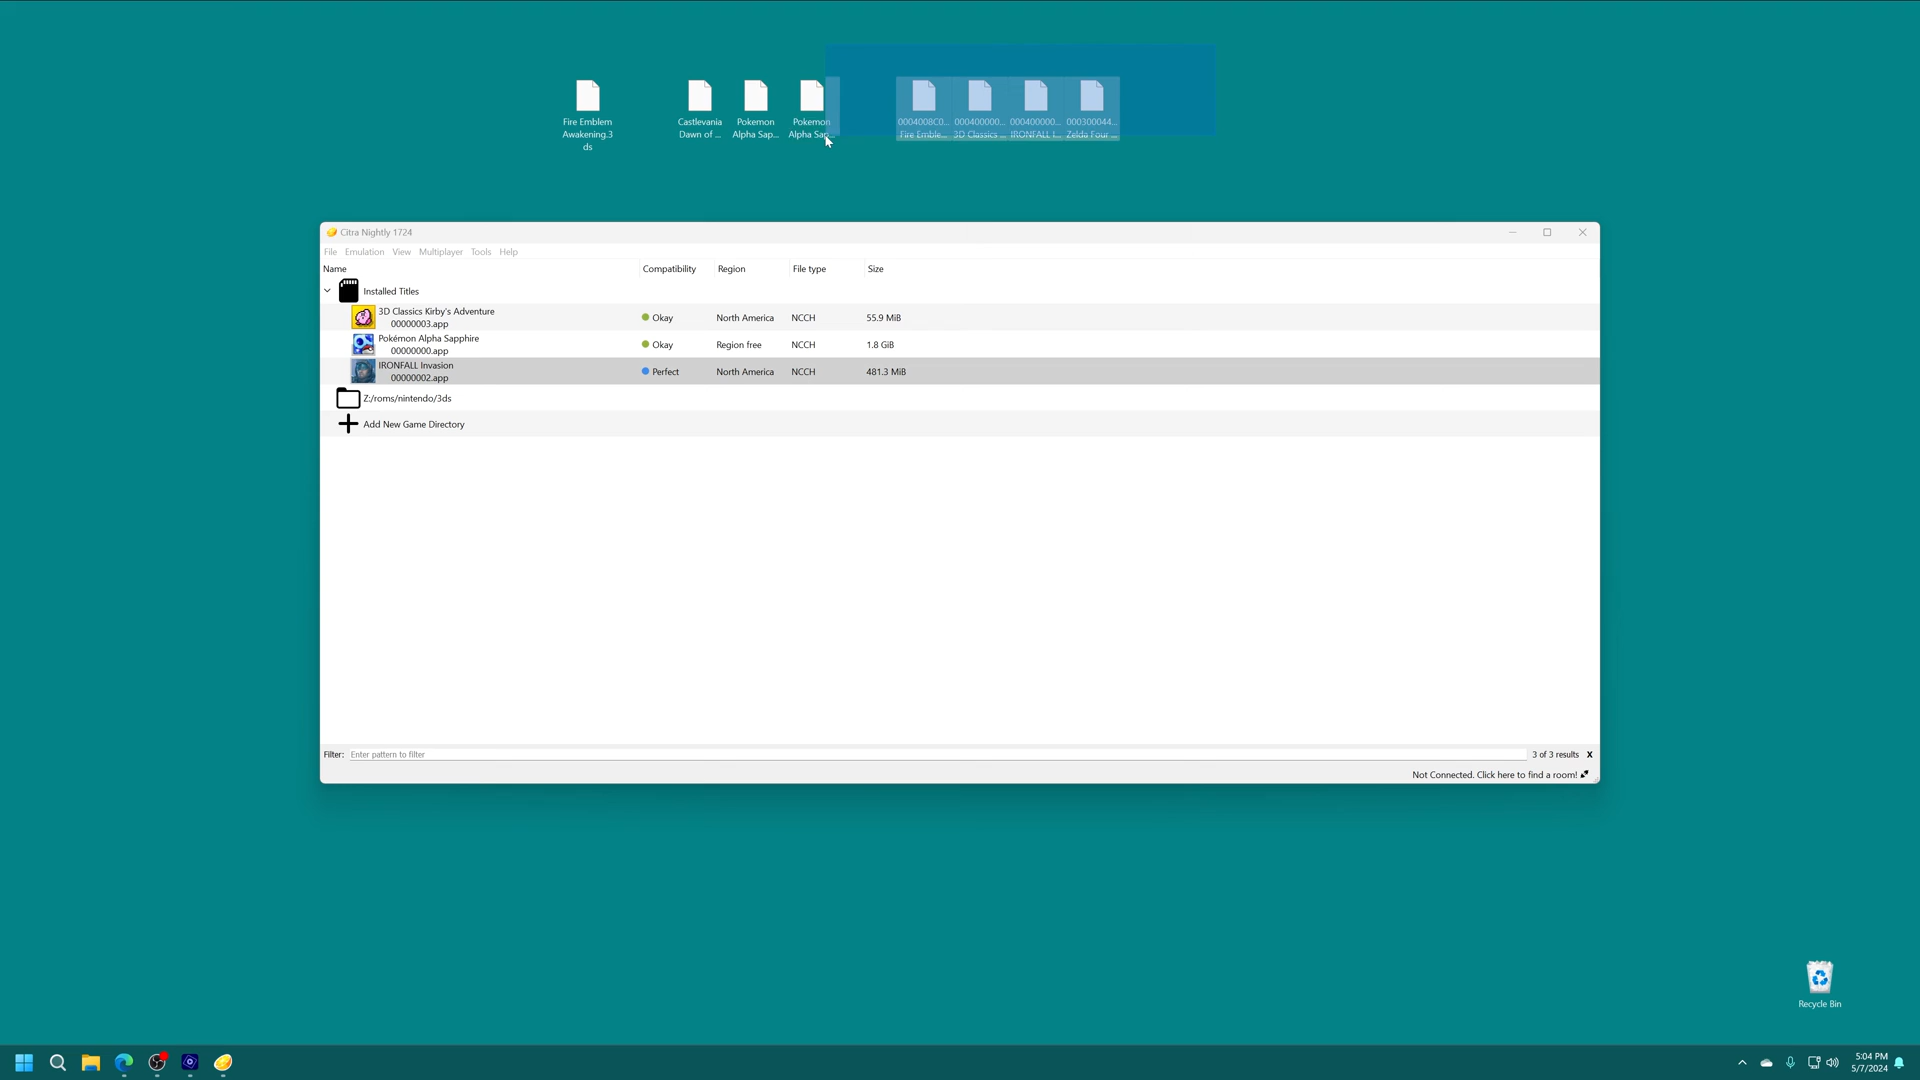 Fire Emblem
Awakening.3
ds
Castlevania
Dawn of ...
Pokemon
Alpha Sap...
Pokemon
Alpha Sap...
0004008C0...
Fire Emble...
000400000...
3D Classics ...
000400000...
IRONFALL I...
000300044...
Zelda Four ...
Citra Nightly 1724
File Emulation View Multiplayer Tools Help
Name Compatibility Region File type Size
Installed Titles
3D Classics Kirby's Adventure
00000003.app Okay North America NCCH 55.9 MiB
Pokémon Alpha Sapphire
00000000.app Okay Region free NCCH 1.8 GiB
IRONFALL Invasion
00000002.app Perfect North America NCCH 481.3 MiB
Z:/roms/nintendo/3ds
Add New Game Directory
Filter: Enter pattern to filter 3 of 3 results X
Not Connected. Click here to find a room!
Recycle Bin
5:04 PM
5/7/2024